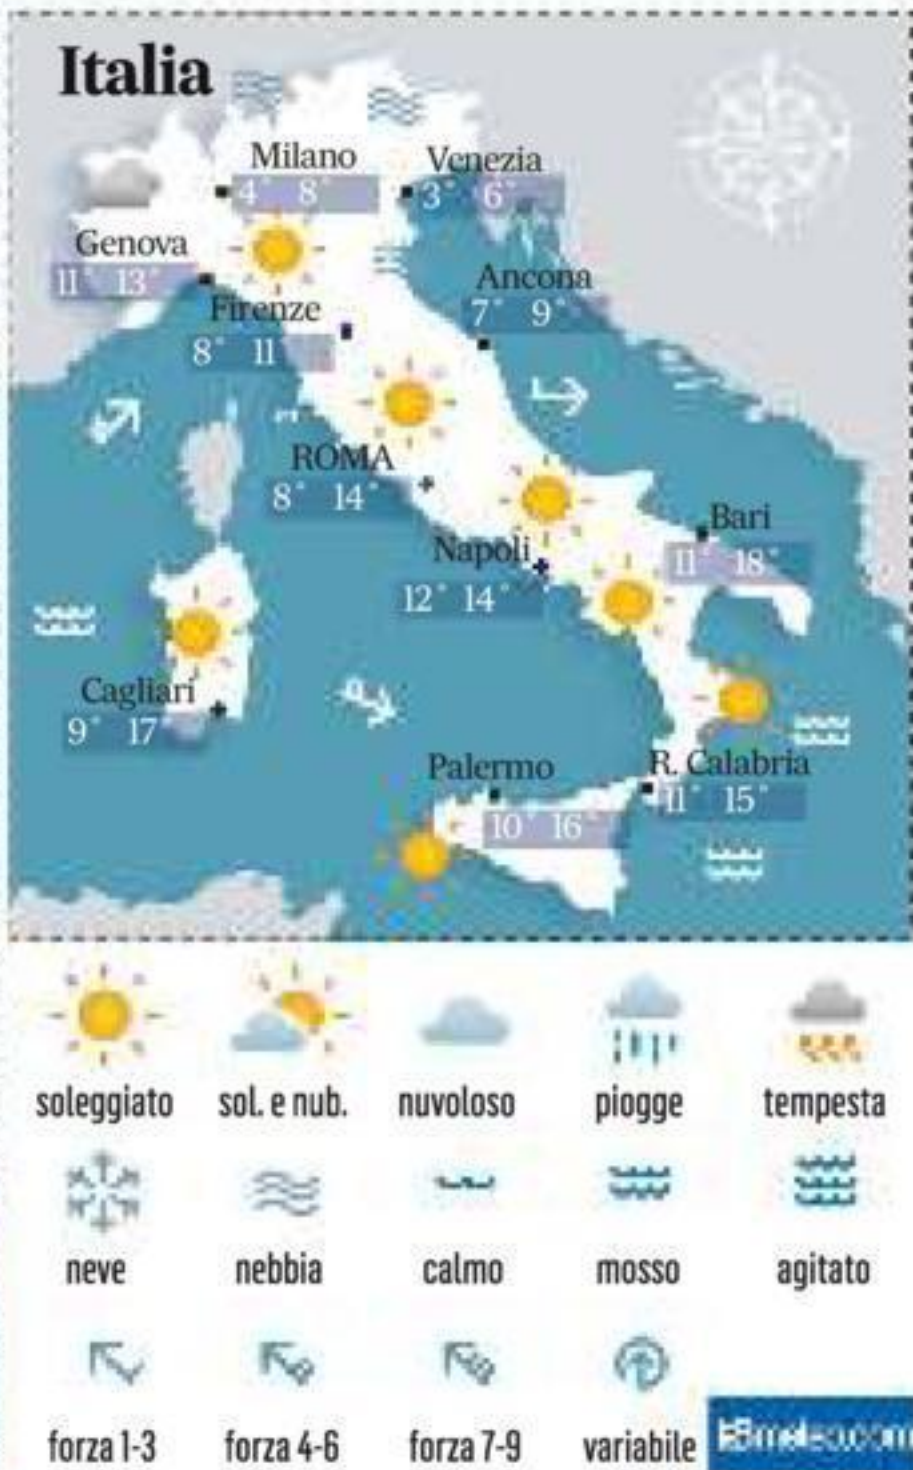 Italia
Milano
4° 8°
Venezia
3° 6°
Genova
11° 13°
Ancona
7° 9°
Firenze
8° 11
ROMA
8° 14°
Bari
11° 18°
Napoli
12° 14°
Cagliari
9° 17°
Palermo
10° 16°
R. Calabria
11° 15°
soleggiato sol. e nub. nuvoloso piogge tempesta
neve nebbia calmo mosso agitato
forza 1-3 forza 4-6 forza 7-9 variabile